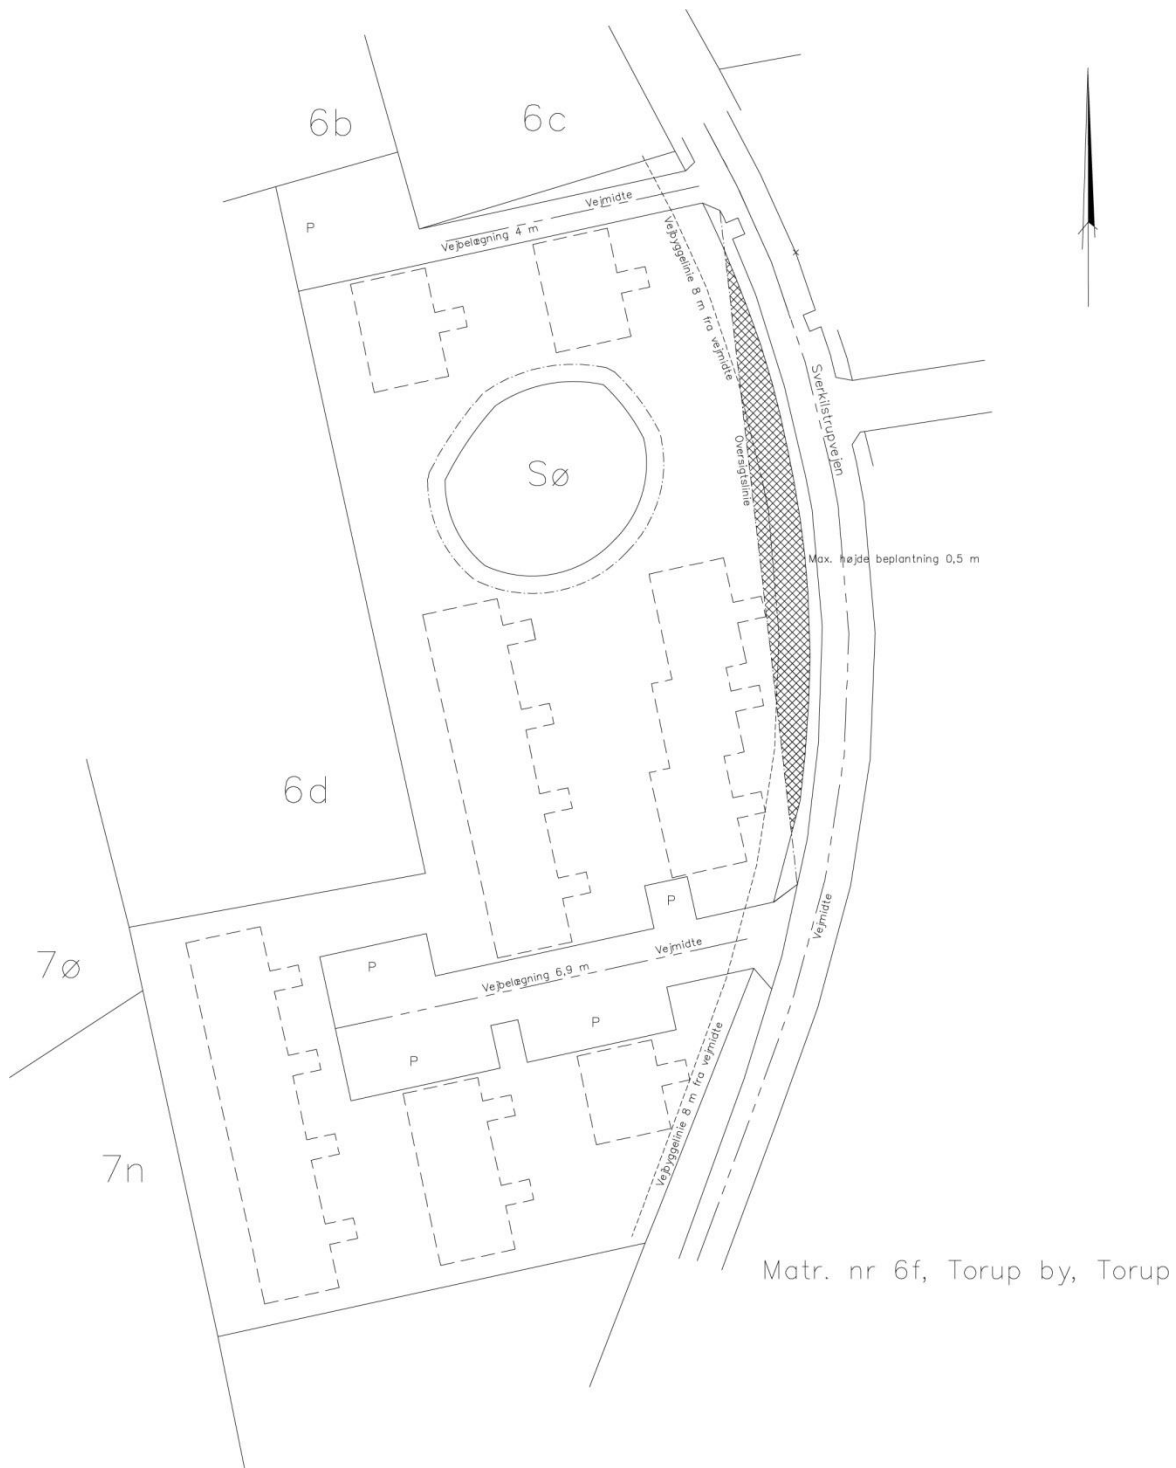 6b
6c
P
Vejmidte
Vejbelægning 4 m
Vejbyggelinie 8 m fra vejmidte
Sverkilstrupvejen
Oversigtslinie
Sø
Max. højde beplantning 0,5 m
6d
P
Vejmidte
Vejmidte
7ø
P
Vejbelægning 6,9 m
P
P
Vejbyggelinie 8 m fra vejmidte
7n
Matr. nr 6f, Torup by, Torup